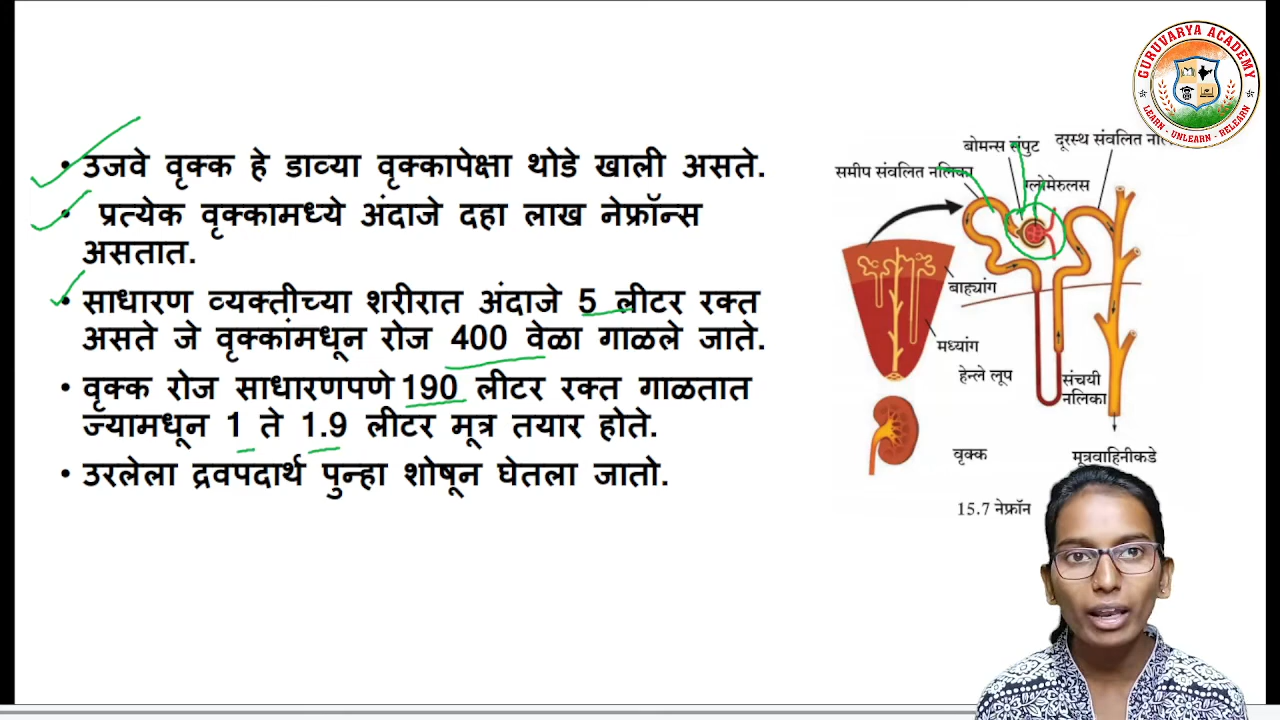 GURUVARYA ACADEMY
LEARN - UNLEARN - RELEARN
• उजवे वृक्क हे डाव्या वृक्कापेक्षा थोडे खाली असते.
• प्रत्येक वृक्कामध्ये अंदाजे दहा लाख नेफ्रॉन्स
असतात.
• साधारण व्यक्तीच्या शरीरात अंदाजे 5 लीटर रक्त
असते जे वृक्कांमधून रोज 400 वेळा गाळले जाते.
• वृक्क रोज साधारणपणे 190 लीटर रक्त गाळतात
ज्यामधून 1 ते 1.9 लीटर मूत्र तयार होते.
• उरलेला द्रवपदार्थ पुन्हा शोषून घेतला जातो.
बोमन्स संपुट
दूरस्थ संवलित
समीप संवलित नलिका
ग्लोमेरुलस
बाह्यांग
मध्यांग
हेन्ले लूप
संचयी
नलिका
वृक्क
मूत्रवाहिनीकडे
15.7 नेफ्रॉन